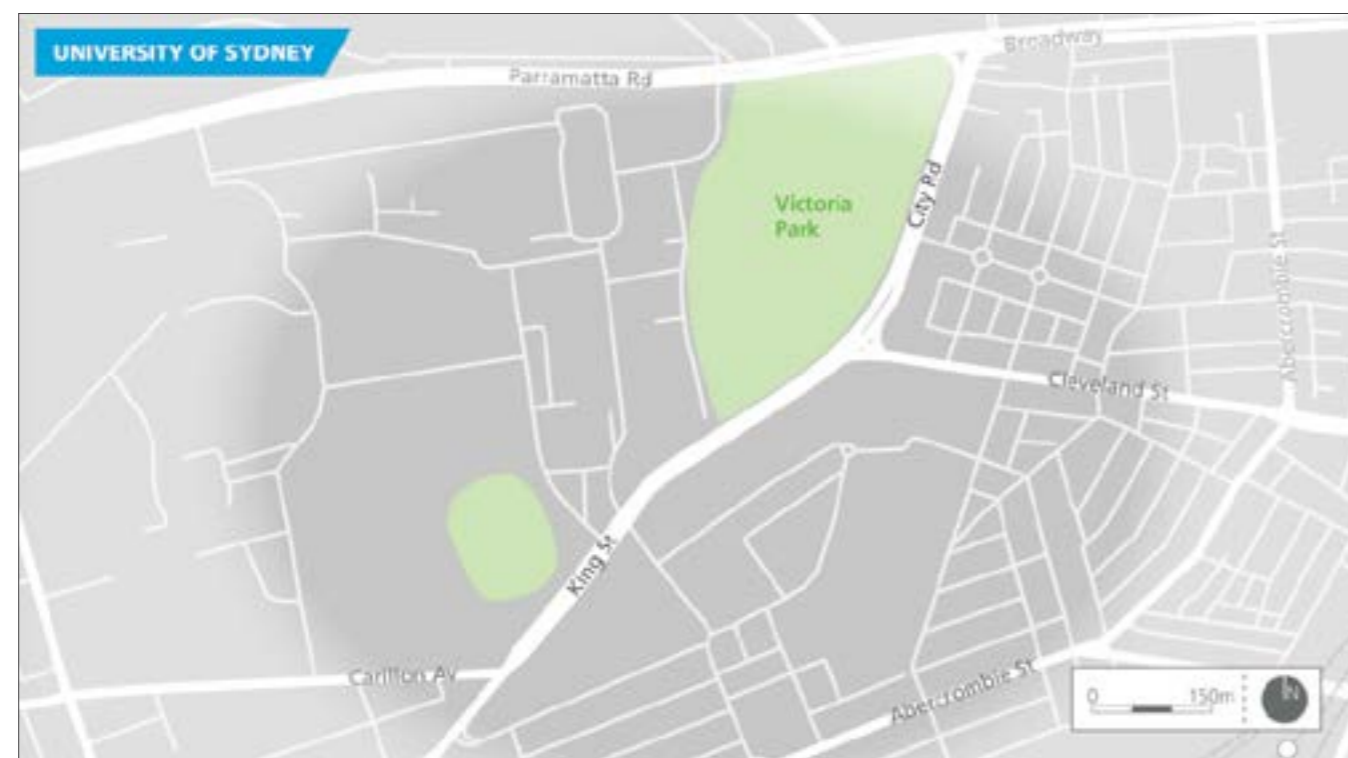 UNIVERSITY OF SYDNEY
Broadway
Parramatta Rd
City Rd
Victoria
Park
Abercrombie St
Cleveland St
King St
Carillon Av
Abercrombie St
0 150m
N